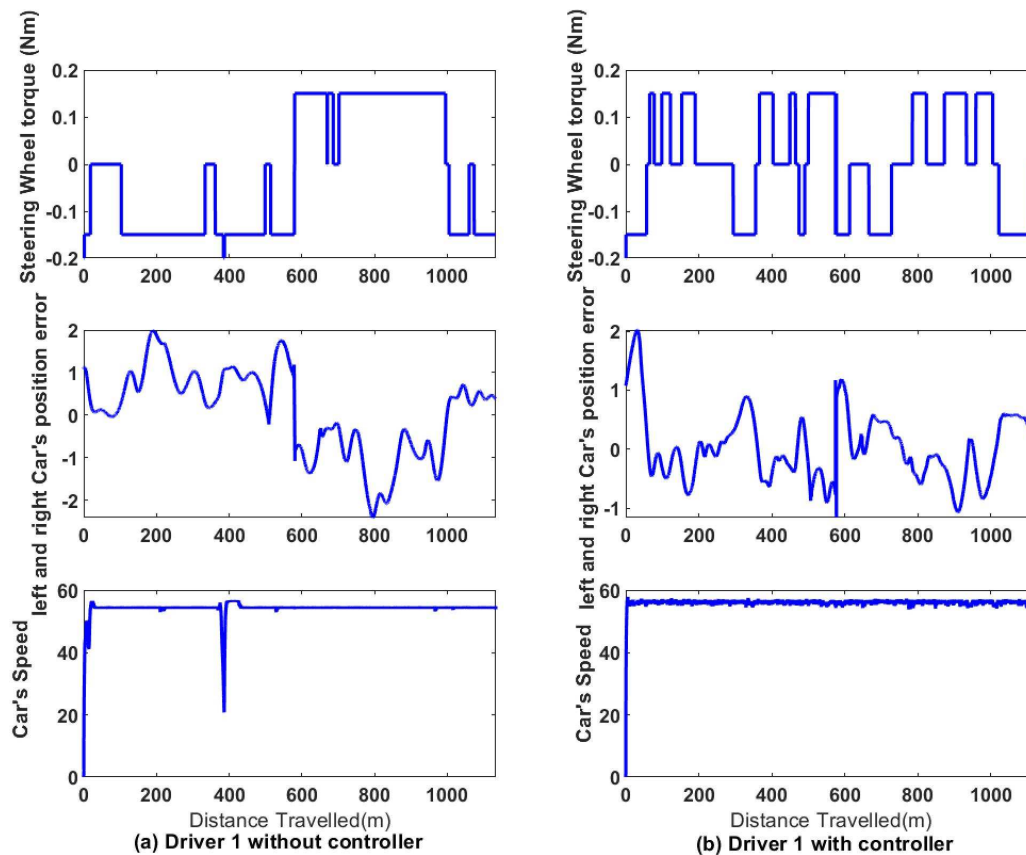 Steering Wheel torque (Nm)
0.2
0.1
0
-0.1
-0.2
0 200 400 600 800 1000
left and right Car's position error
2
1
0
-1
-2
0 200 400 600 800 1000
Car's Speed
60
40
20
0
0 200 400 600 800 1000
Distance Travelled(m)
(a) Driver 1 without controller
Steering Wheel torque (Nm)
0.2
0.1
0
-0.1
-0.2
0 200 400 600 800 1000
left and right Car's position error
2
1
0
-1
0 200 400 600 800 1000
Car's Speed
60
40
20
0
0 200 400 600 800 1000
Distance Travelled(m)
(b) Driver 1 with controller